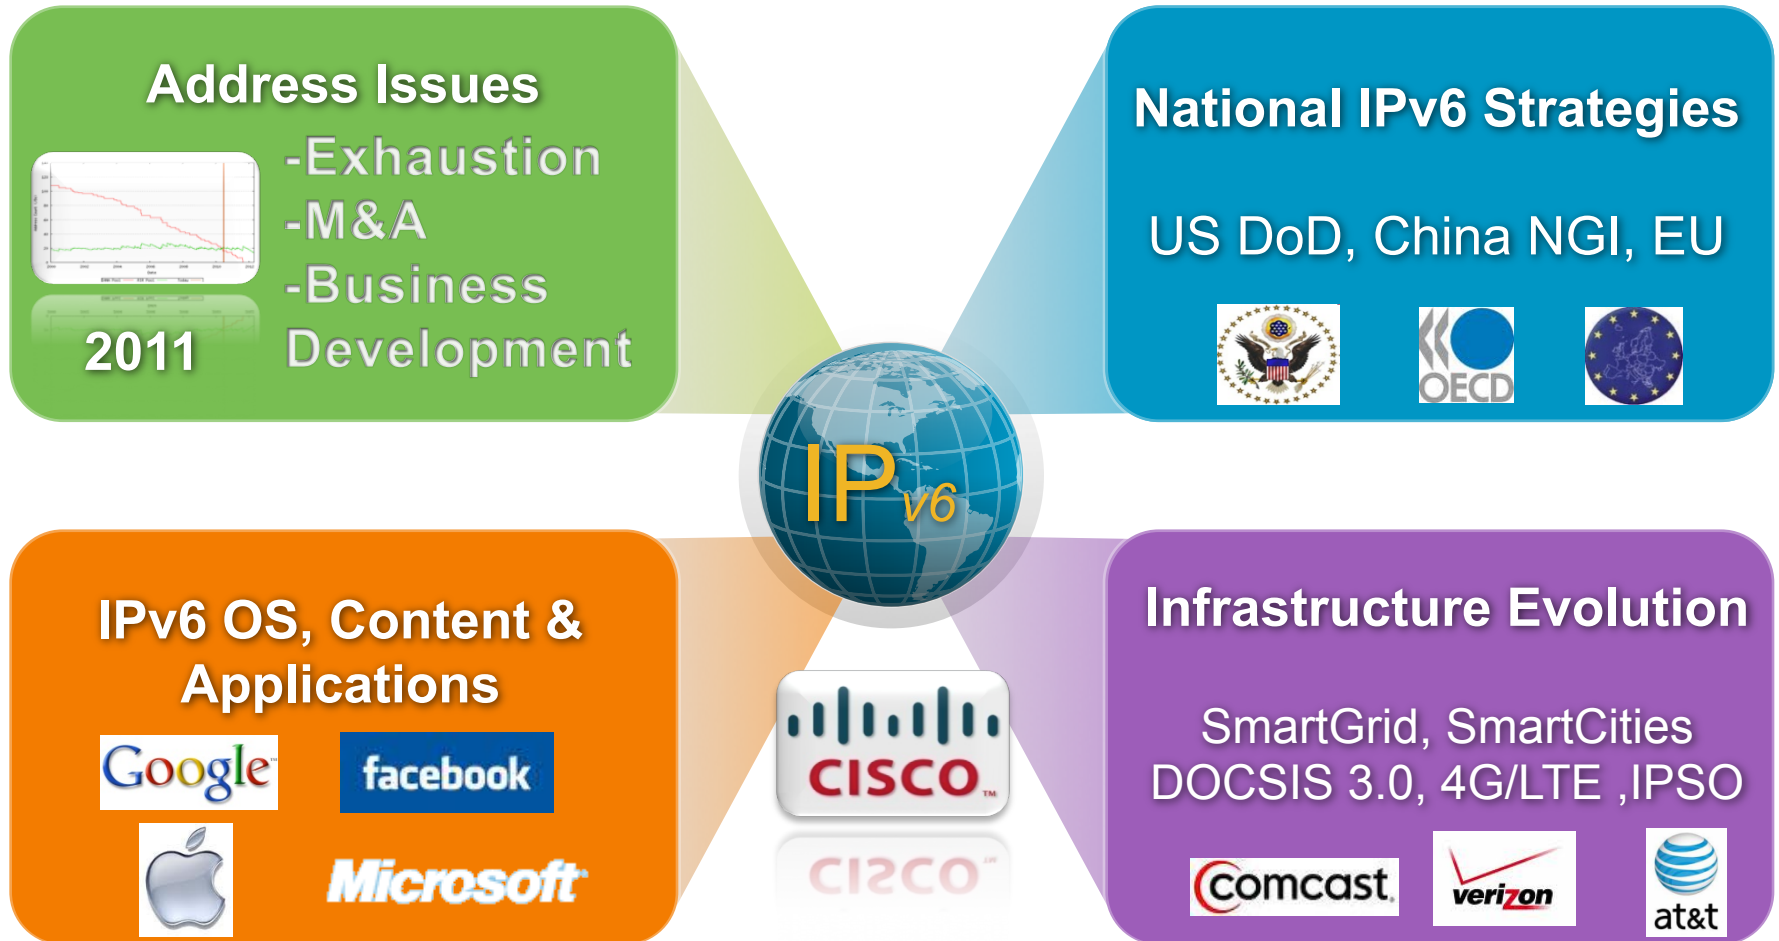 Address Issues
-Exhaustion
-M&A
-Business
Development
2011
National IPv6 Strategies
US DoD, China NGI, EU
OECD
IPv6
IPv6 OS, Content &
Applications
Google
facebook
Microsoft
CISCO
Infrastructure Evolution
SmartGrid, SmartCities
DOCSIS 3.0, 4G/LTE ,IPSO
comcast.
verizon
at&t